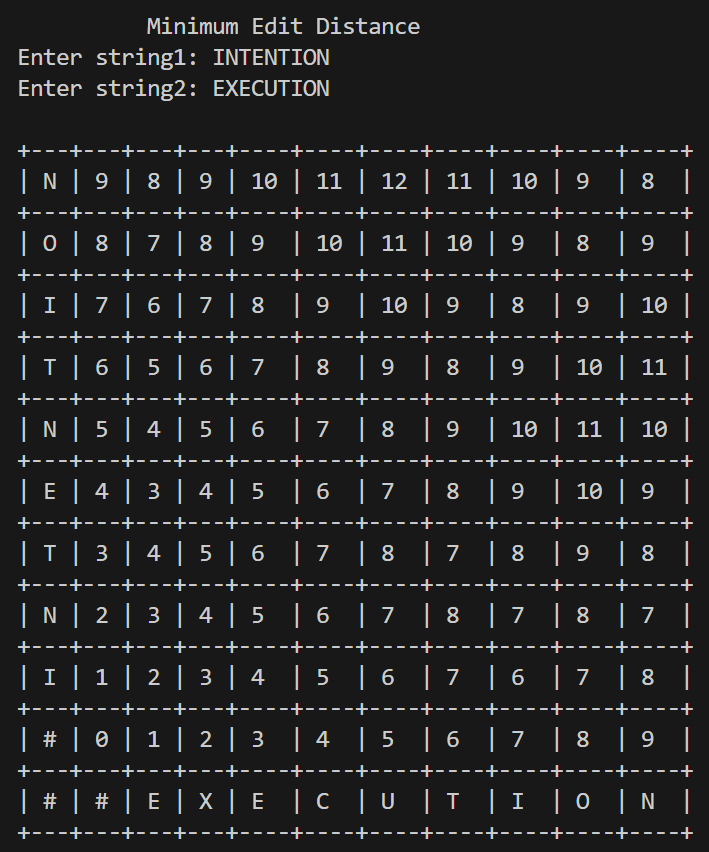 Minimum Edit Distance
Enter string1: INTENTION
Enter string2: EXECUTION
+---+---+---+---+----+----+----+----+----+----+----+
| N | 9 | 8 | 9 | 10 | 11 | 12 | 11 | 10 | 9  | 8  |
+---+---+---+---+----+----+----+----+----+----+----+
| O | 8 | 7 | 8 | 9  | 10 | 11 | 10 | 9  | 8  | 9  |
+---+---+---+---+----+----+----+----+----+----+----+
| I | 7 | 6 | 7 | 8  | 9  | 10 | 9  | 8  | 9  | 10 |
+---+---+---+---+----+----+----+----+----+----+----+
| T | 6 | 5 | 6 | 7  | 8  | 9  | 8  | 9  | 10 | 11 |
+---+---+---+---+----+----+----+----+----+----+----+
| N | 5 | 4 | 5 | 6  | 7  | 8  | 9  | 10 | 11 | 10 |
+---+---+---+---+----+----+----+----+----+----+----+
| E | 4 | 3 | 4 | 5  | 6  | 7  | 8  | 9  | 10 | 9  |
+---+---+---+---+----+----+----+----+----+----+----+
| T | 3 | 4 | 5 | 6  | 7  | 8  | 7  | 8  | 9  | 8  |
+---+---+---+---+----+----+----+----+----+----+----+
| N | 2 | 3 | 4 | 5  | 6  | 7  | 8  | 7  | 8  | 7  |
+---+---+---+---+----+----+----+----+----+----+----+
| I | 1 | 2 | 3 | 4  | 5  | 6  | 7  | 6  | 7  | 8  |
+---+---+---+---+----+----+----+----+----+----+----+
| # | 0 | 1 | 2 | 3  | 4  | 5  | 6  | 7  | 8  | 9  |
+---+---+---+---+----+----+----+----+----+----+----+
| # | # | E | X | E  | C  | U  | T  | I  | O  | N  |
+---+---+---+---+----+----+----+----+----+----+----+